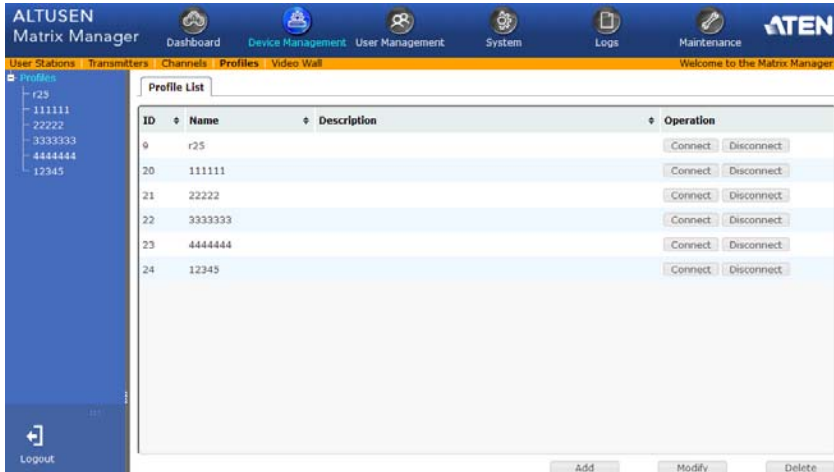 ALTUSEN
Matrix Manager
Dashboard
Device Management
User Management
System
Logs
Maintenance
ATEN
User Stations Transmitters Channels Profiles Video Wall
Welcome to the Matrix Manager
Profiles
r25
111111
22222
3333333
4444444
12345
Logout
Profile List
ID Name Description Operation
9 r25 Connect Disconnect
20 111111 Connect Disconnect
21 22222 Connect Disconnect
22 3333333 Connect Disconnect
23 4444444 Connect Disconnect
24 12345 Connect Disconnect
Add Modify Delete